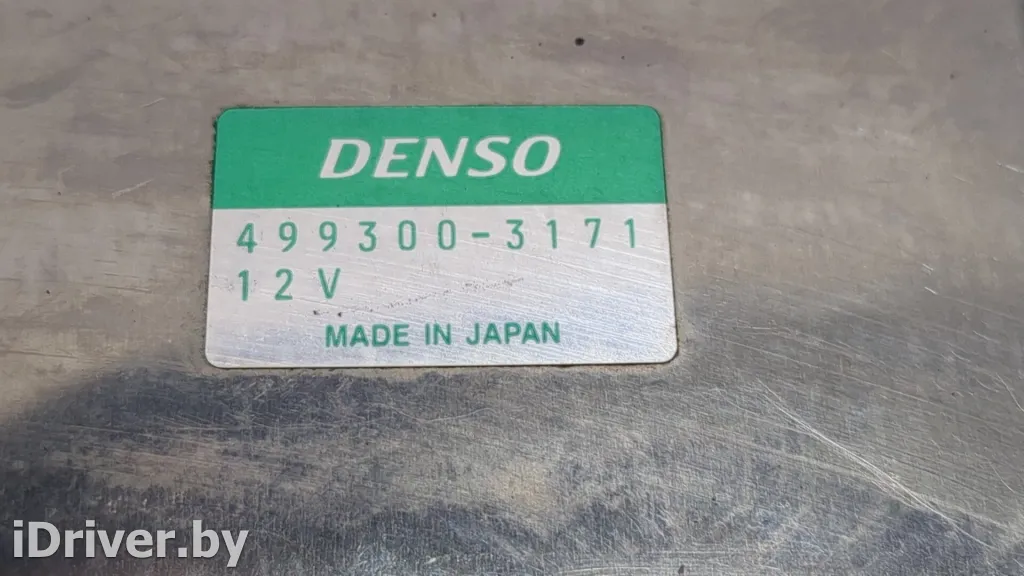 DENSO
499300-3171
12V
MADE IN JAPAN
iDriver.by